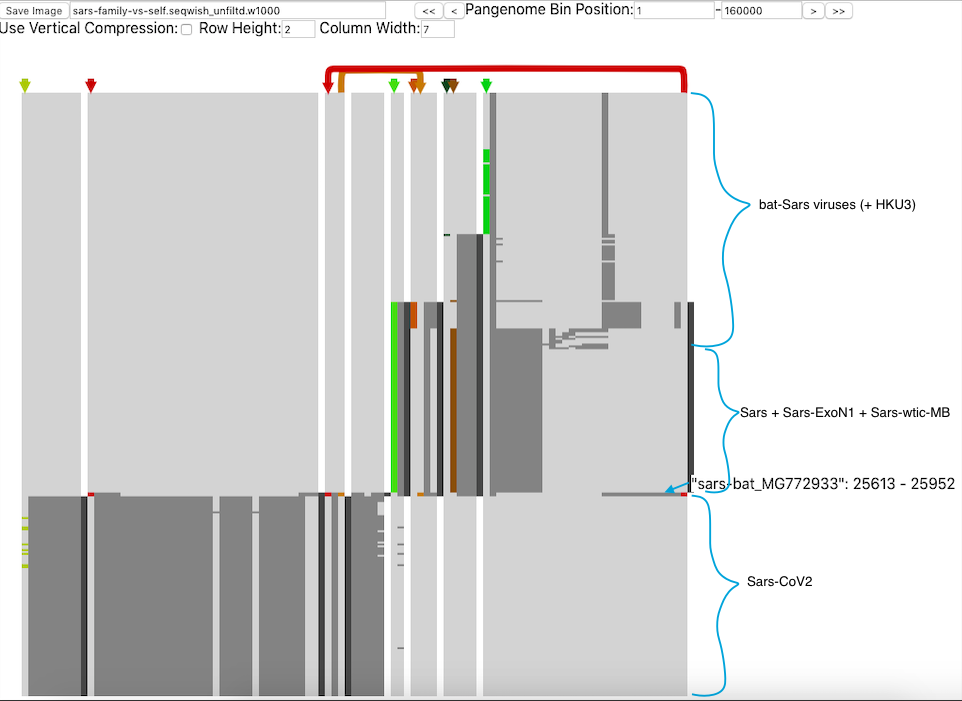 Save Image sars-family-vs-self.seqwish_unfiltd.w1000 << < Pangenome Bin Position: 1 - 160000 > >>
Use Vertical Compression: Row Height: 2 Column Width: 7
bat-Sars viruses (+ HKU3)
Sars + Sars-ExoN1 + Sars-wtic-MB
"sars-bat_MG772933": 25613 - 25952
Sars-CoV2